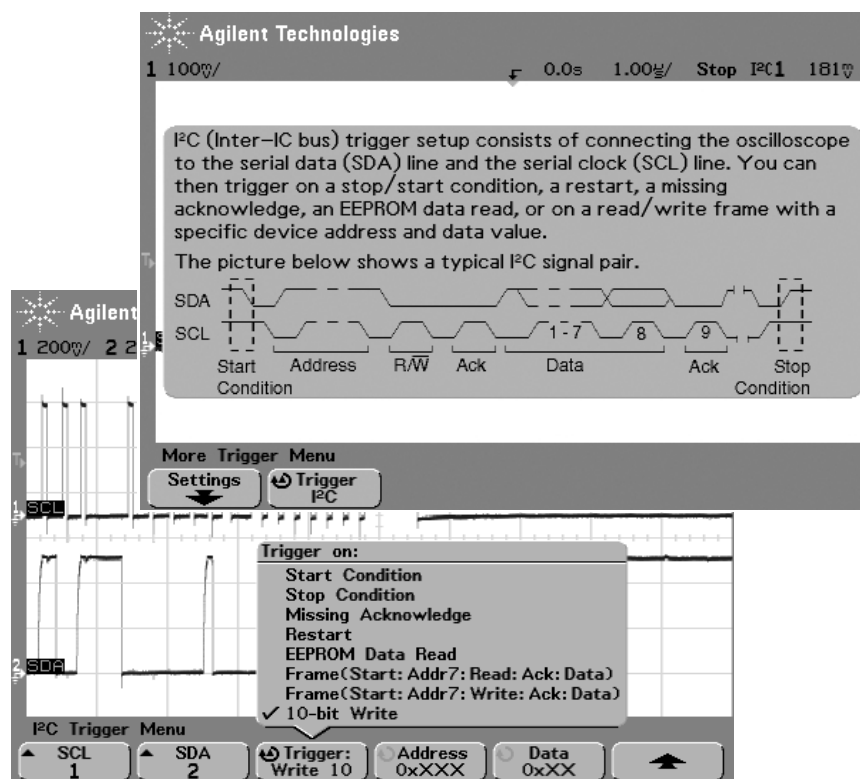 Agilent Technologies
1 100mV/ 0.0s 1.00us/ Stop I²C1 181mV
I²C (Inter-IC bus) trigger setup consists of connecting the oscilloscope
to the serial data (SDA) line and the serial clock (SCL) line. You can
then trigger on a stop/start condition, a restart, a missing
acknowledge, an EEPROM data read, or on a read/write frame with a
specific device address and data value.
The picture below shows a typical I²C signal pair.
SDA
SCL 1-7 8 9
Start Address R/W̅ Ack Data Ack Stop
Condition Condition
More Trigger Menu
Settings Trigger
I²C
Agilent
1 200mV/ 2 2
T
1 SCL
2 SDA
Trigger on:
Start Condition
Stop Condition
Missing Acknowledge
Restart
EEPROM Data Read
Frame(Start:Addr7:Read:Ack:Data)
Frame(Start:Addr7:Write:Ack:Data)
✓ 10-bit Write
I²C Trigger Menu
SCL SDA Trigger: Address Data
1 2 Write 10 0xXXX 0xXX